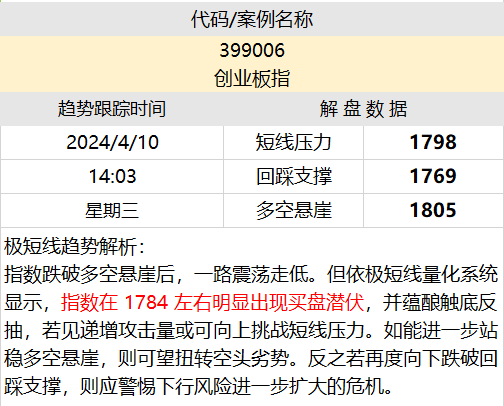 代码/案例名称
399006
创业板指
趋势跟踪时间 解 盘 数 据
2024/4/10 短线压力 1798
14:03 回踩支撑 1769
星期三 多空悬崖 1805
极短线趋势解析：
指数跌破多空悬崖后，一路震荡走低。但依极短线量化系统
显示，指数在 1784 左右明显出现买盘潜伏，并蕴酿触底反
抽，若见递增攻击量或可向上挑战短线压力。如能进一步站
稳多空悬崖，则可望扭转空头劣势。反之若再度向下跌破回
踩支撑，则应警惕下行风险进一步扩大的危机。